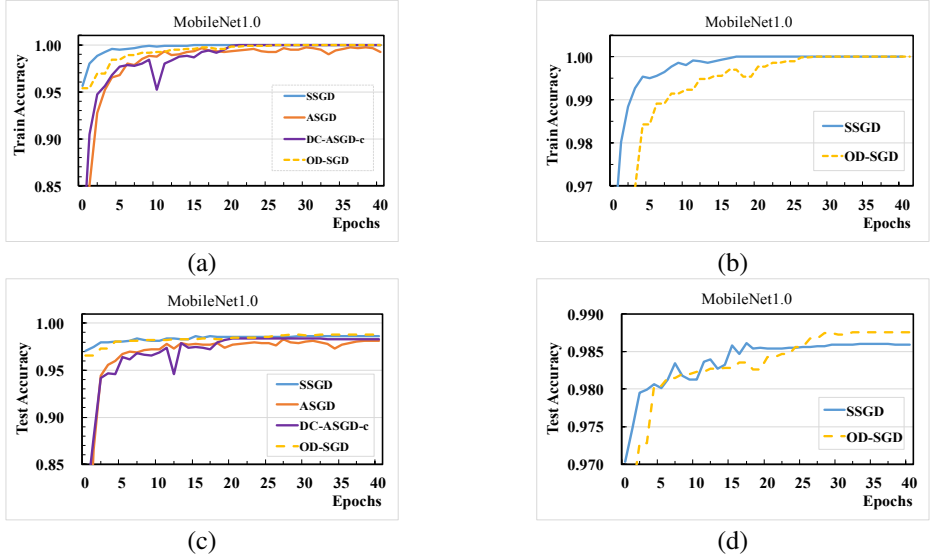 MobileNet1.0
1.00
0.95
0.90
0.85
Train Accuracy
SSGD
ASGD
DC-ASGD-c
OD-SGD
0 5 10 15 20 25 30 35 40
Epochs
(a)
MobileNet1.0
1.00
0.99
0.98
0.97
Train Accuracy
SSGD
OD-SGD
0 5 10 15 20 25 30 35 40
Epochs
(b)
MobileNet1.0
1.00
0.95
0.90
0.85
Test Accuracy
SSGD
ASGD
DC-ASGD-c
OD-SGD
0 5 10 15 20 25 30 35 40
Epochs
(c)
MobileNet1.0
0.990
0.985
0.980
0.975
0.970
Test Accuracy
SSGD
OD-SGD
0 5 10 15 20 25 30 35 40
Epochs
(d)